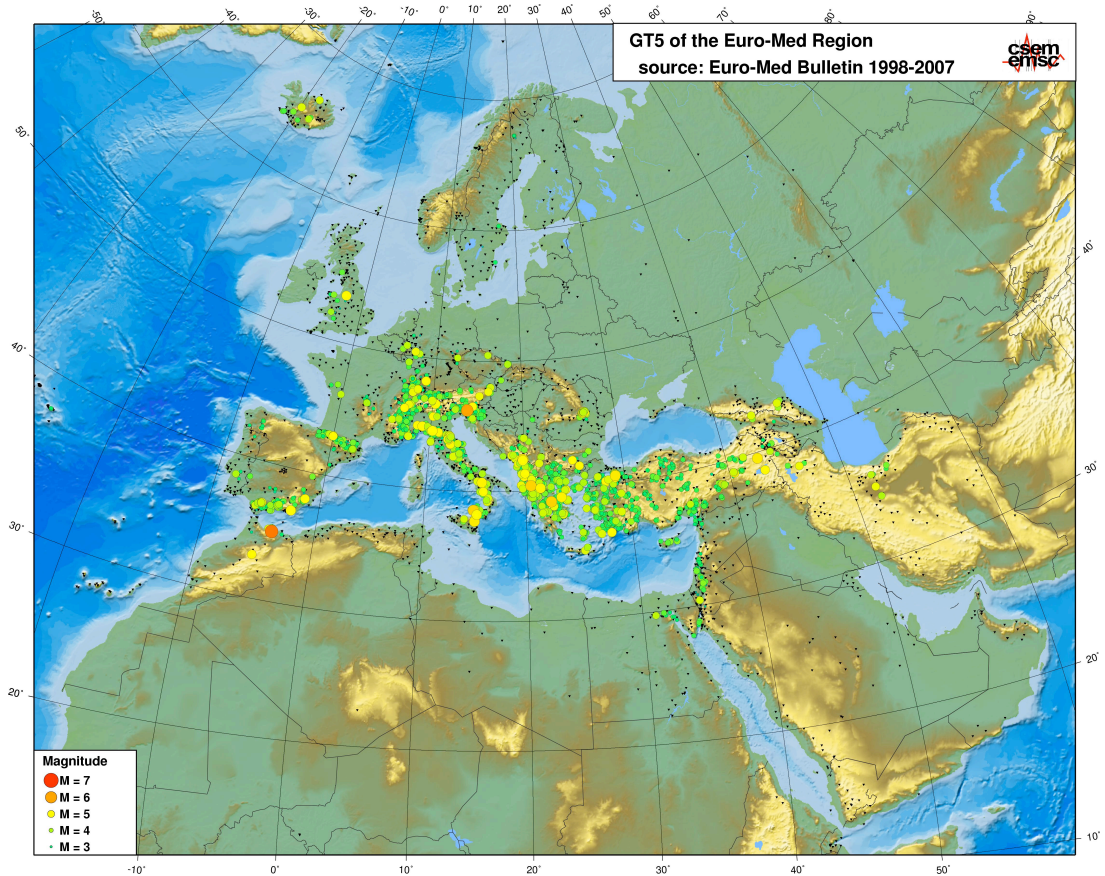 -50° -40° -30° -20° -10° 0° 10° 20° 30° 40° 50° 60° 70° 80° 90°
GT5 of the Euro-Med Region
source: Euro-Med Bulletin 1998-2007
csem
emsc
50°
40°
40°
30°
30°
20°
20°
10°
Magnitude
M = 7
M = 6
M = 5
M = 4
M = 3
-10° 0° 10° 20° 30° 40° 50°